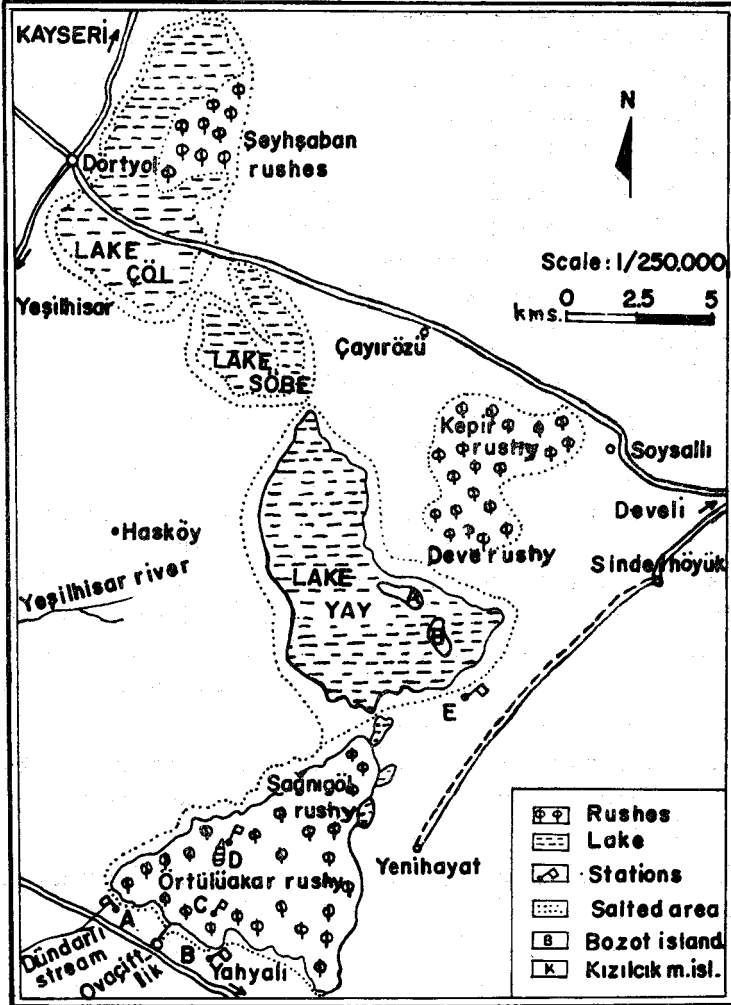 KAYSERİ
N
Şeyhşaban
rushes
Dörtyol
LAKE
ÇÖL
Scale: 1/250.000
0 2.5 5
kms.
Yeşilhisar
Çayırözü
LAKE
SÖBE
Kepir
rushy
Soysallı
Develi
Hasköy
Deve rushy
Sindelhöyük
LAKE
YAY
A
B
Yeşilhisar river
E
Sağnıgöl
rushy
Yenihayat
D
Örtülüakar rushy
C
A
B
Dündarlı
stream
Ovaçift-
lik
Yahyalı
Rushes
Lake
Stations
Salted area
B Bozot island.
K Kızılcık m.isl.